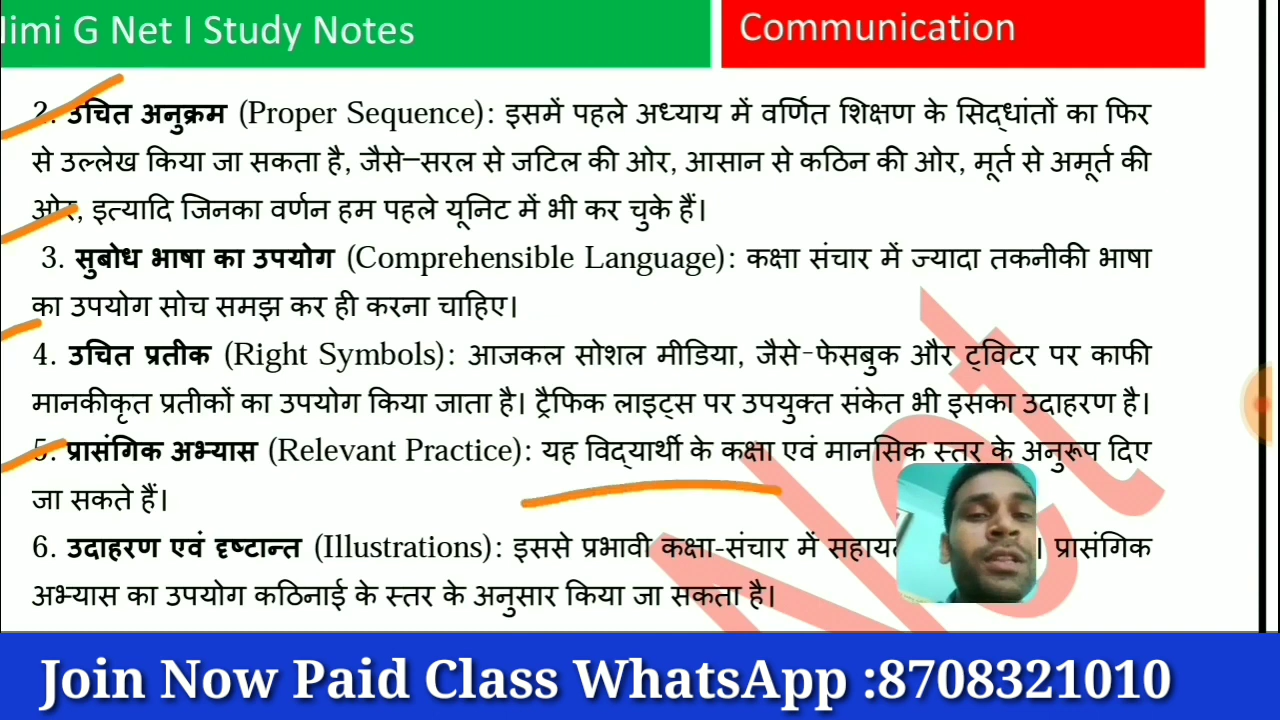 imi G Net I Study Notes
Communication
2. उचित अनुक्रम (Proper Sequence): इसमें पहले अध्याय में वर्णित शिक्षण के सिद्धांतों का फिर
से उल्लेख किया जा सकता है, जैसे–सरल से जटिल की ओर, आसान से कठिन की ओर, मूर्त से अमूर्त की
ओर, इत्यादि जिनका वर्णन हम पहले यूनिट में भी कर चुके हैं।
3. सुबोध भाषा का उपयोग (Comprehensible Language): कक्षा संचार में ज्यादा तकनीकी भाषा
का उपयोग सोच समझ कर ही करना चाहिए।
4. उचित प्रतीक (Right Symbols): आजकल सोशल मीडिया, जैसे-फेसबुक और ट्विटर पर काफी
मानकीकृत प्रतीकों का उपयोग किया जाता है। ट्रैफिक लाइट्स पर उपयुक्त संकेत भी इसका उदाहरण है।
5. प्रासंगिक अभ्यास (Relevant Practice): यह विद्यार्थी के कक्षा एवं मानसिक स्तर के अनुरूप दिए
जा सकते हैं।
6. उदाहरण एवं दृष्टान्त (Illustrations): इससे प्रभावी कक्षा-संचार में । प्रासंगिक
अभ्यास का उपयोग कठिनाई के स्तर के अनुसार किया जा सकता है।
Net
Join Now Paid Class WhatsApp :8708321010